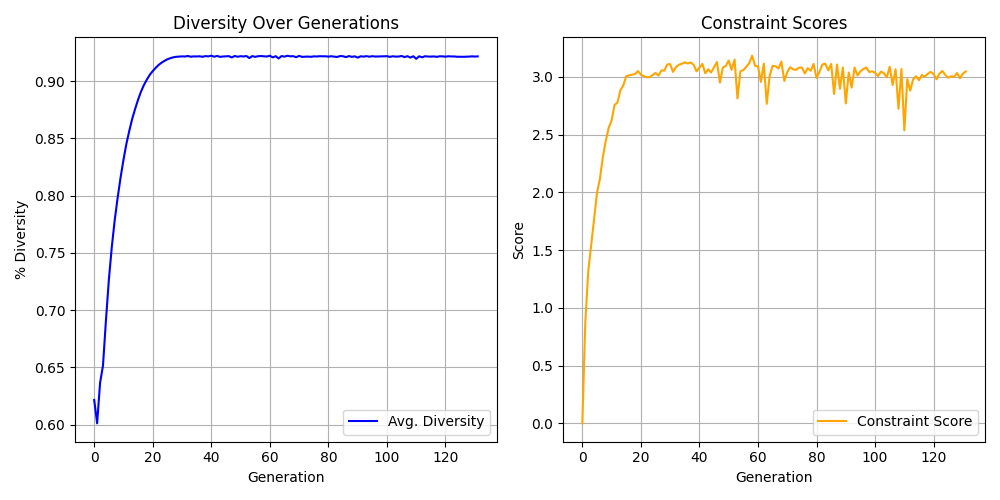 Diversity Over Generations
% Diversity
0.90
0.85
0.80
0.75
0.70
0.65
0.60
0 20 40 60 80 100 120
Generation
Avg. Diversity
Constraint Scores
Score
3.0
2.5
2.0
1.5
1.0
0.5
0.0
0 20 40 60 80 100 120
Generation
Constraint Score